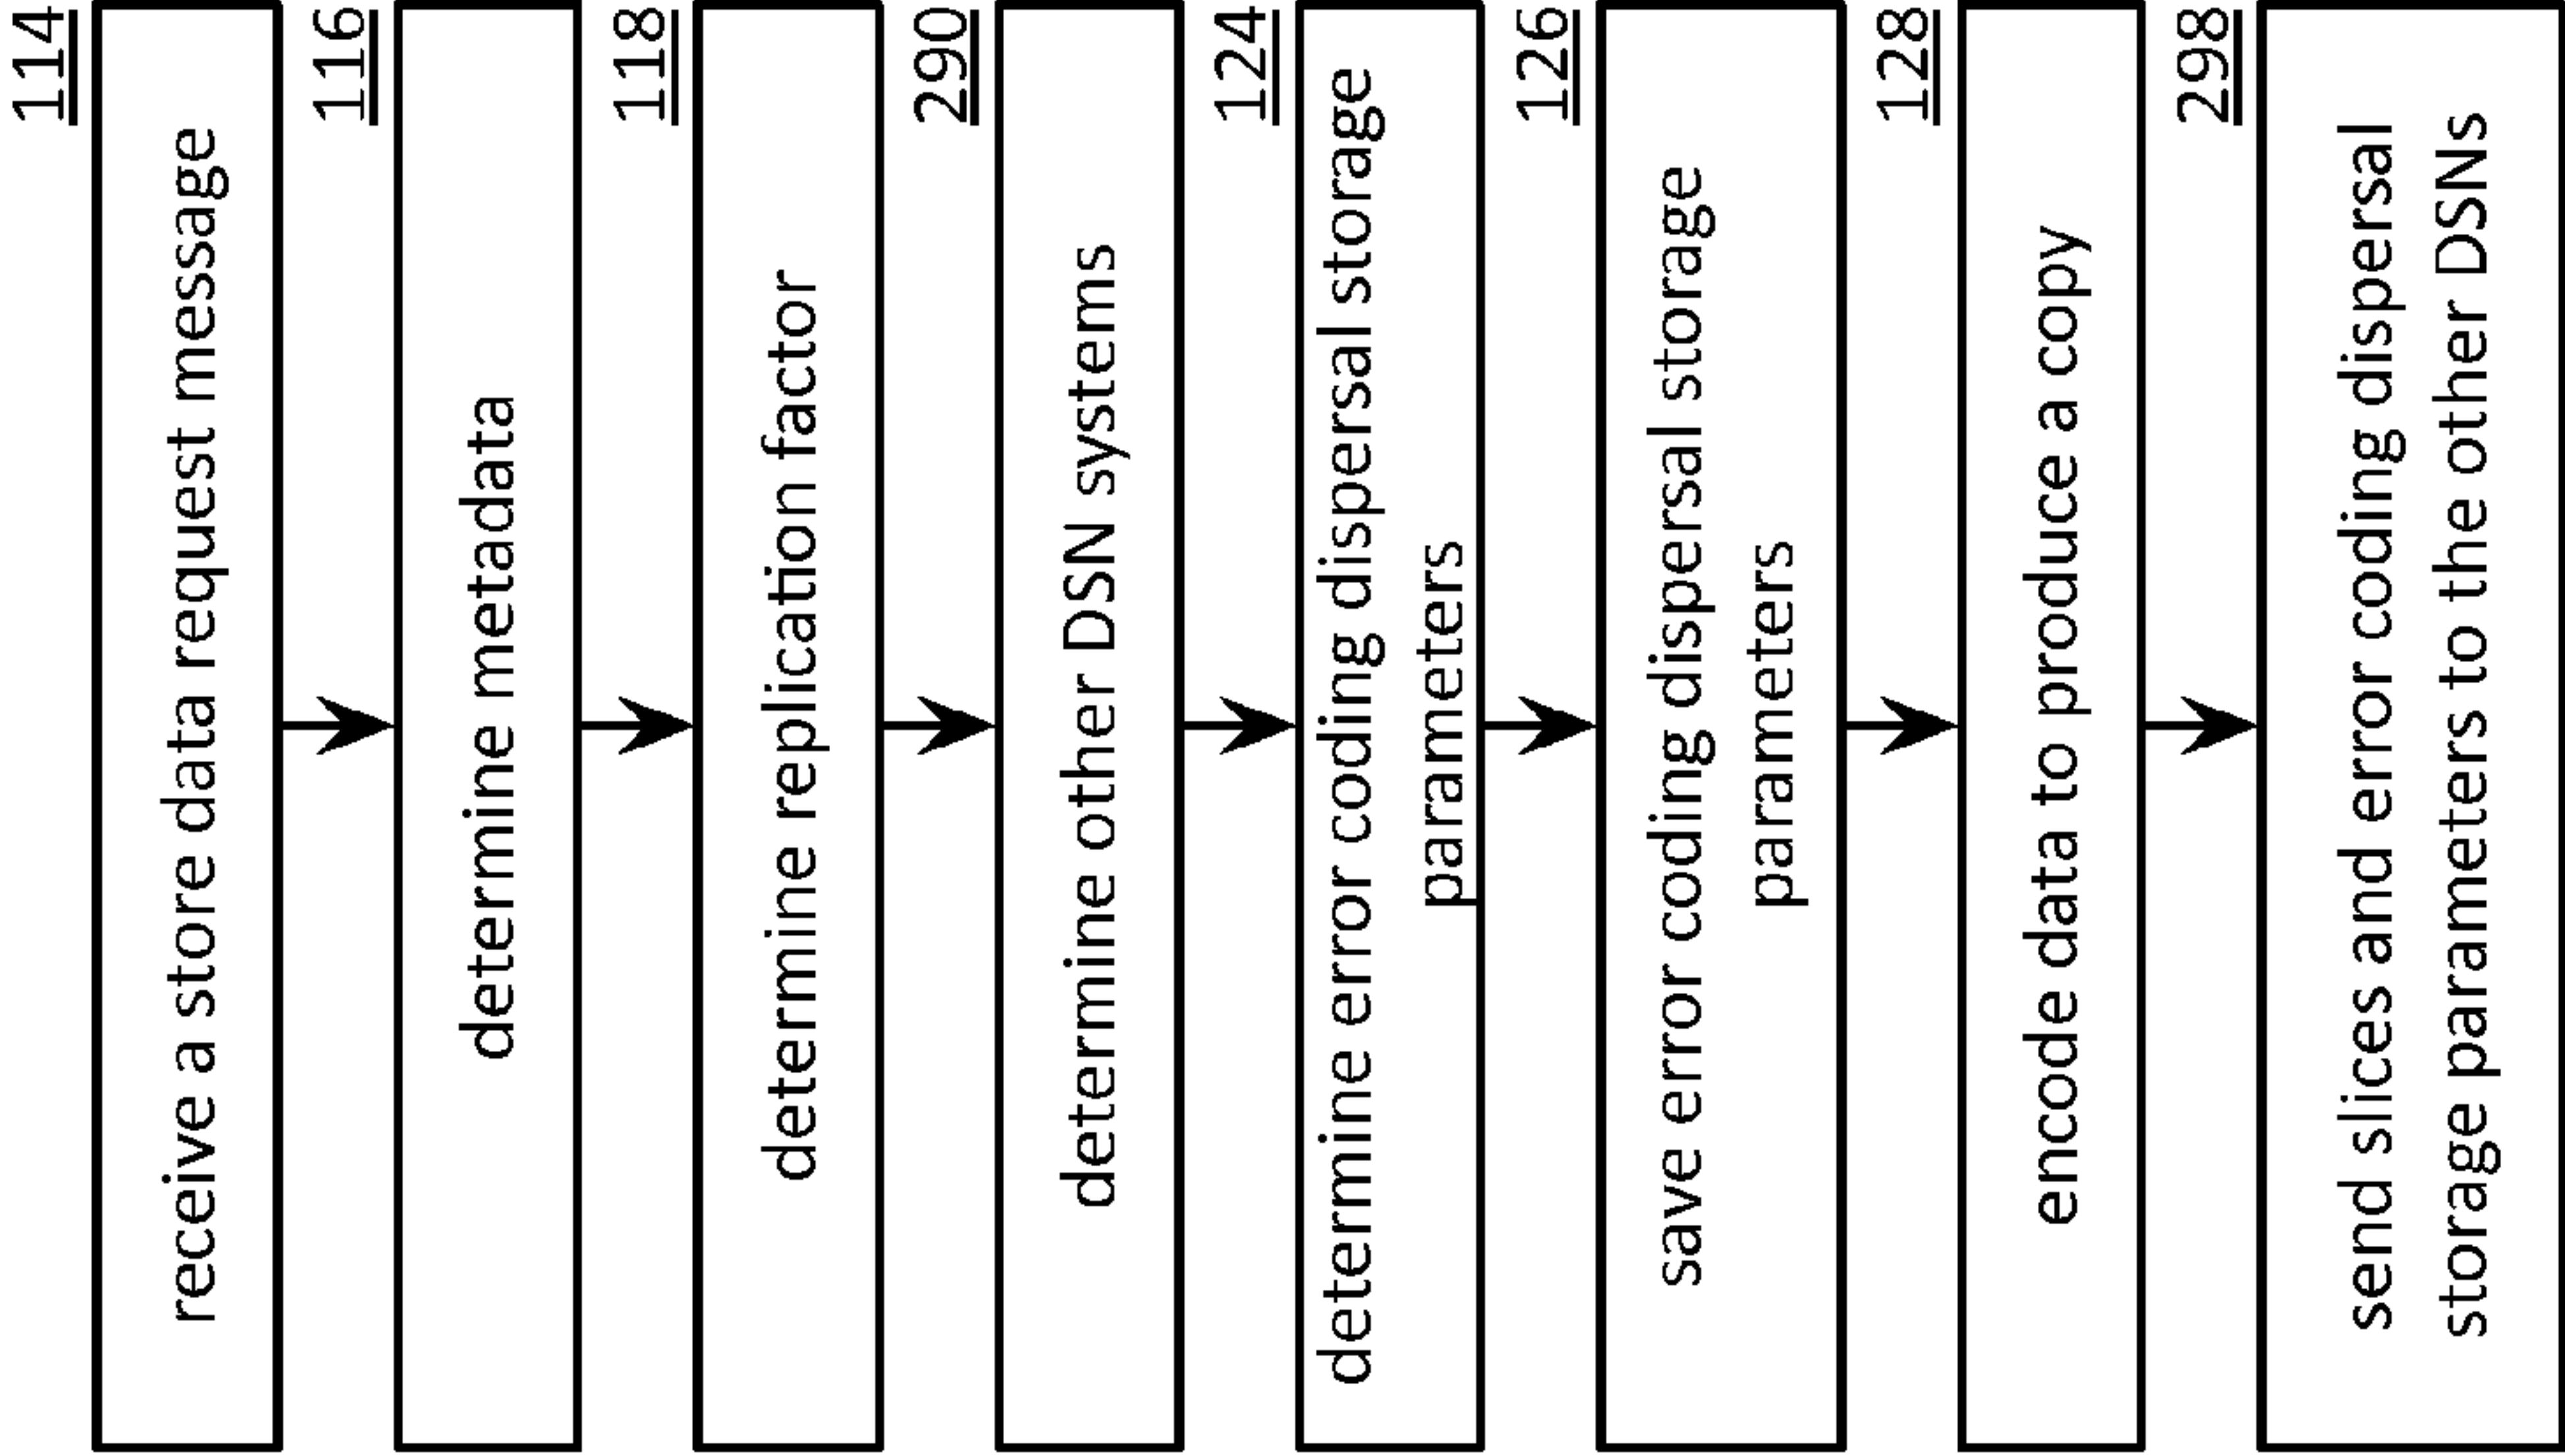 114
receive a store data request message
116
determine metadata
118
determine replication factor
290
determine other DSN systems
124
determine error coding dispersal storage
parameters
126
save error coding dispersal storage
parameters
128
encode data to produce a copy
298
send slices and error coding dispersal
storage parameters to the other DSNs